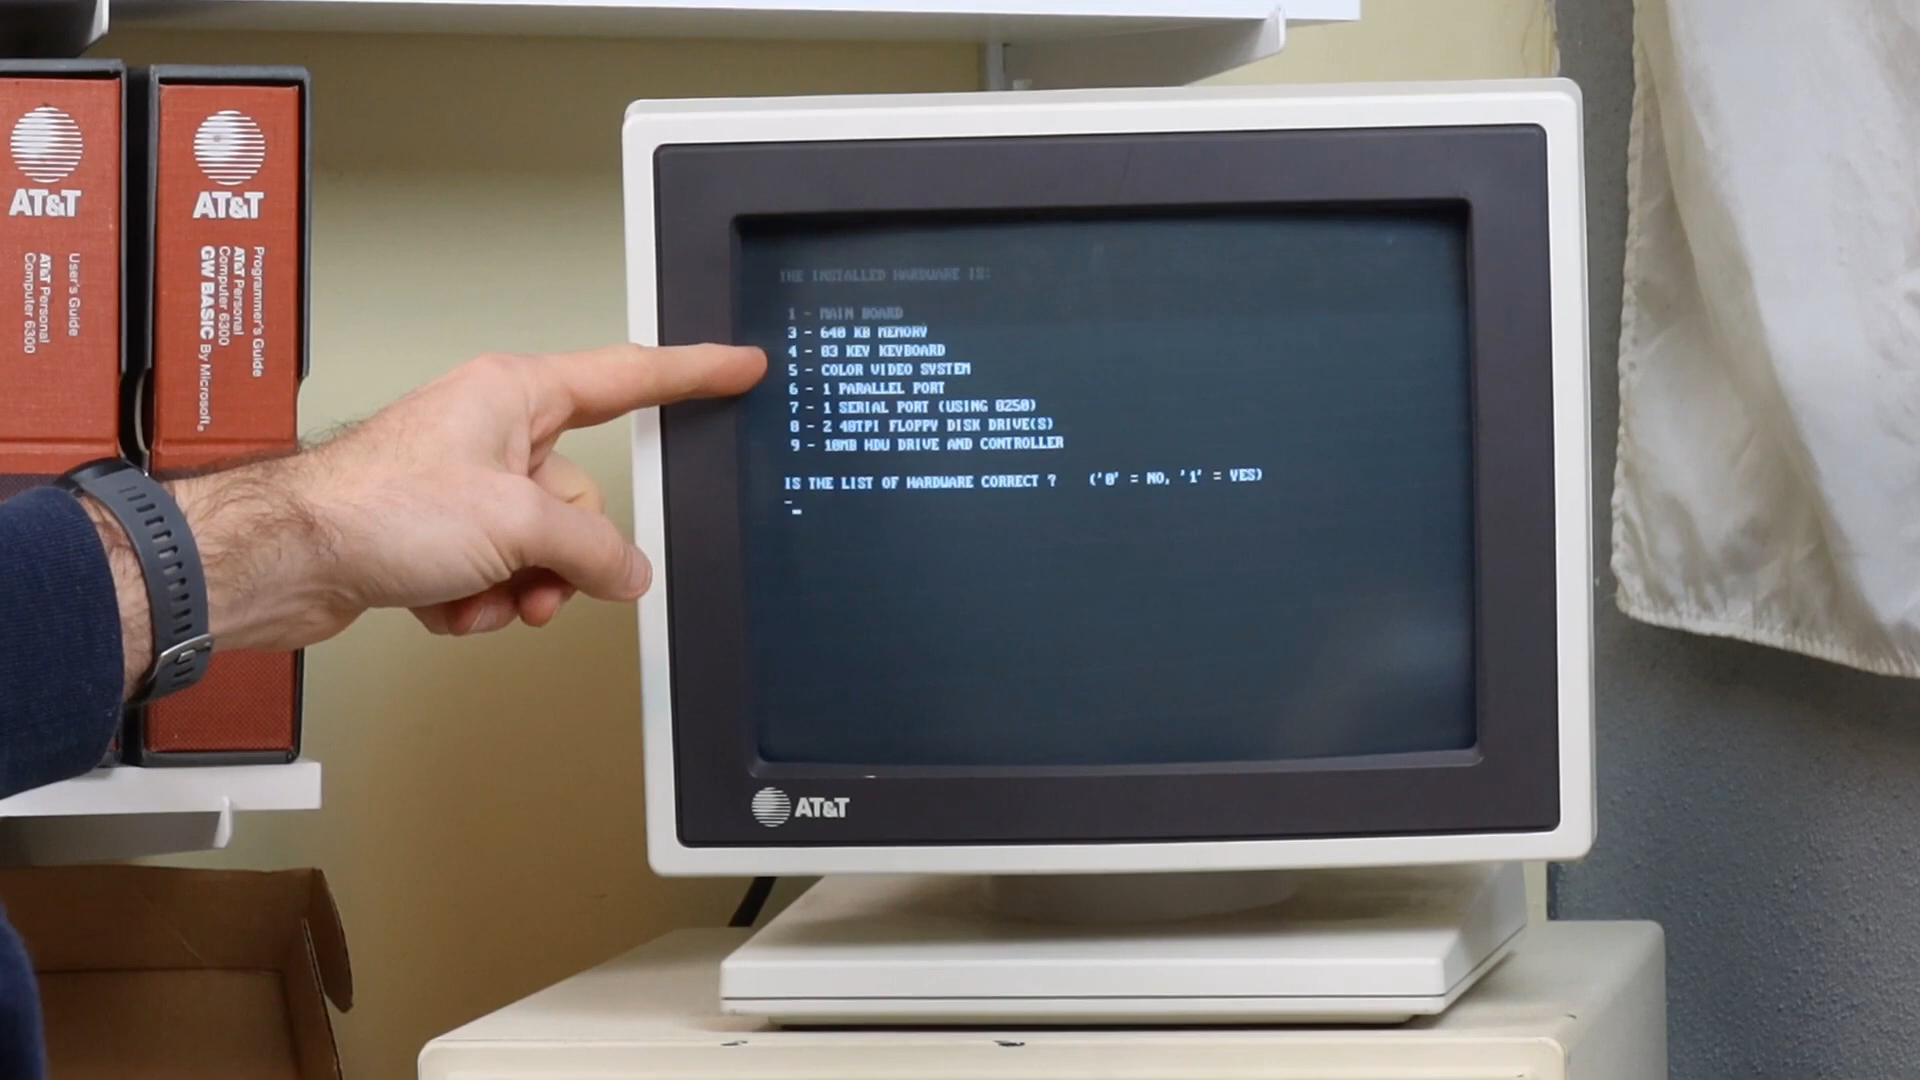 AT&T
User's Guide
AT&T Personal
Computer 6300
AT&T
Programmer's Guide
AT&T Personal
Computer 6300
GW BASIC By Microsoft®
THE INSTALLED HARDWARE IS:
1 - MAIN BOARD
3 - 640 KB MEMORY
4 - 83 KEY KEYBOARD
5 - COLOR VIDEO SYSTEM
6 - 1 PARALLEL PORT
7 - 1 SERIAL PORT (USING 8250)
8 - 2 48TPI FLOPPY DISK DRIVE(S)
9 - 10MB HDU DRIVE AND CONTROLLER
IS THE LIST OF HARDWARE CORRECT ? ('0' = NO, '1' = YES)
AT&T